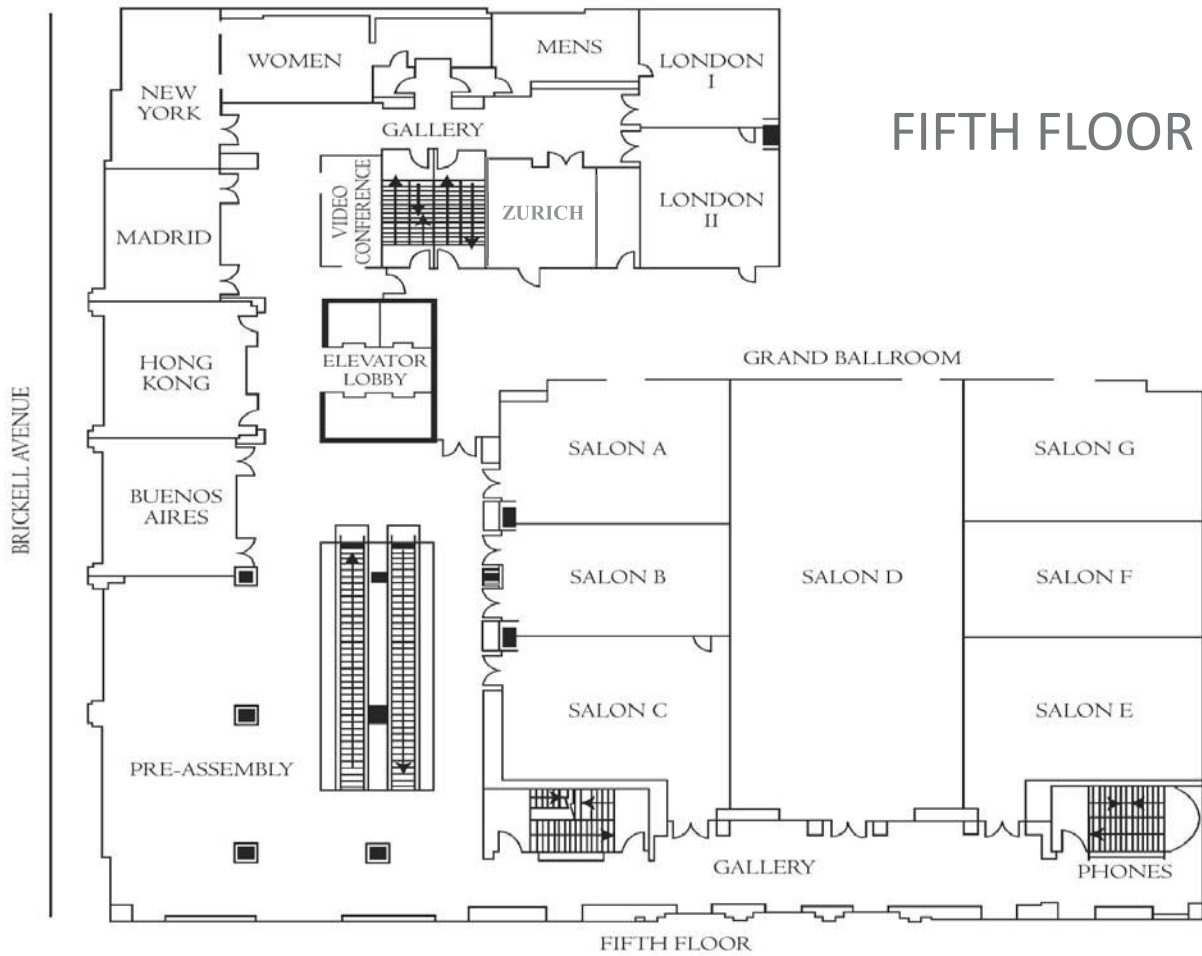 WOMEN
MENS
LONDON
I
NEW
YORK
FIFTH FLOOR
GALLERY
VIDEO
CONFERENCE
ZURICH
LONDON
II
MADRID
HONG
KONG
ELEVATOR
LOBBY
GRAND BALLROOM
BRICKELL AVENUE
SALON A
SALON G
BUENOS
AIRES
SALON B
SALON D
SALON F
SALON C
SALON E
PRE-ASSEMBLY
GALLERY
PHONES
FIFTH FLOOR